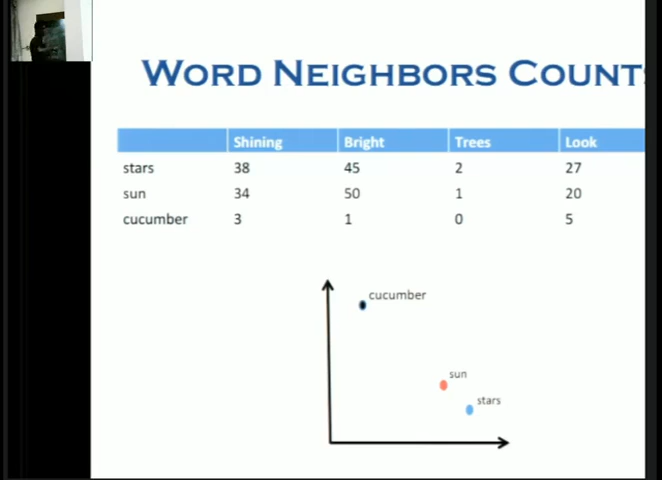 WORD NEIGHBORS COUNTS
Shining Bright Trees Look
stars 38 45 2 27
sun 34 50 1 20
cucumber 3 1 0 5
cucumber
sun
stars